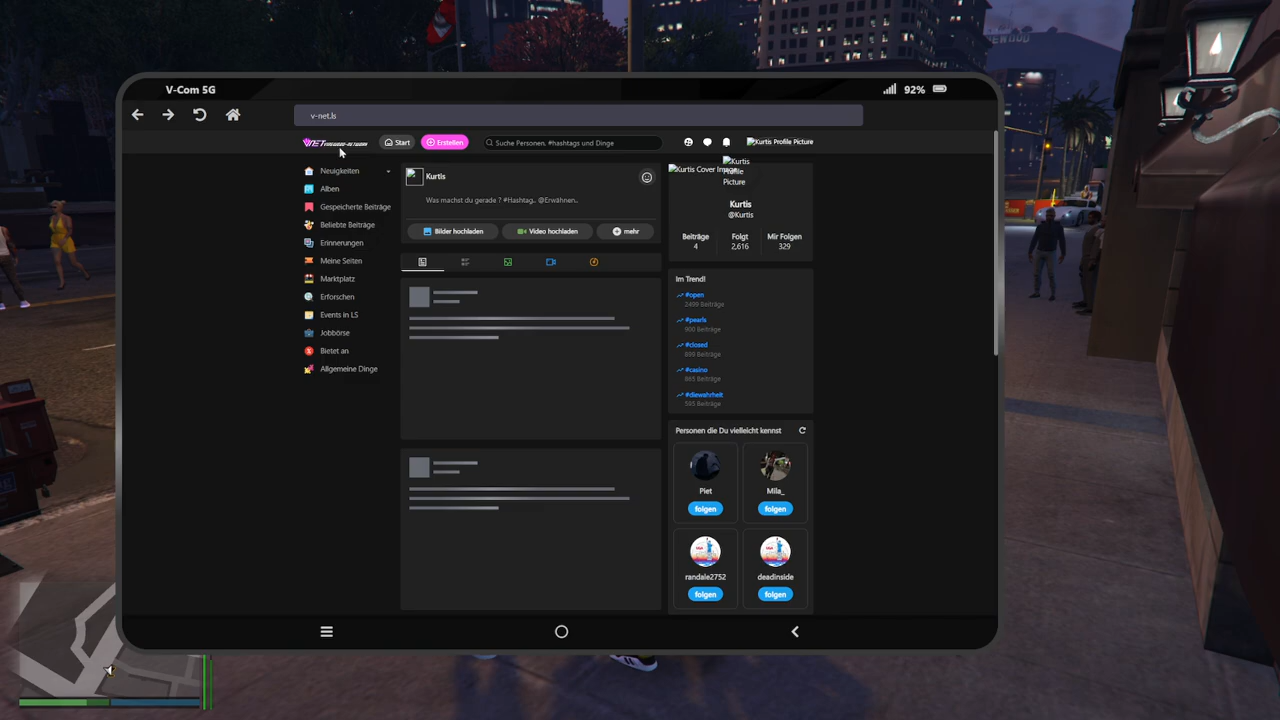 V-Com 5G
92%
v-net.ls
VNET
Start
Erstellen
Suche Personen, #hashtags und Dinge
Kurtis Profile Picture
Neuigkeiten
Alben
Gespeicherte Beiträge
Beliebte Beiträge
Erinnerungen
Meine Seiten
Marktplatz
Erforschen
Events in LS
Jobbörse
Bietet an
Allgemeine Dinge
Kurtis
Was machst du gerade ? #Hashtag.. @Erwähnen..
Bilder hochladen
Video hochladen
mehr
Kurtis Cover Image
Kurtis
Profile
Picture
Kurtis
@Kurtis
Beiträge
4
Folgt
2,616
Mir Folgen
329
Im Trend!
#open
2499 Beiträge
#pearls
900 Beiträge
#closed
899 Beiträge
#casino
865 Beiträge
#diewahrheit
595 Beiträge
Personen die Du vielleicht kennst
Piet
folgen
Mila_
folgen
randale2752
folgen
deadinside
folgen